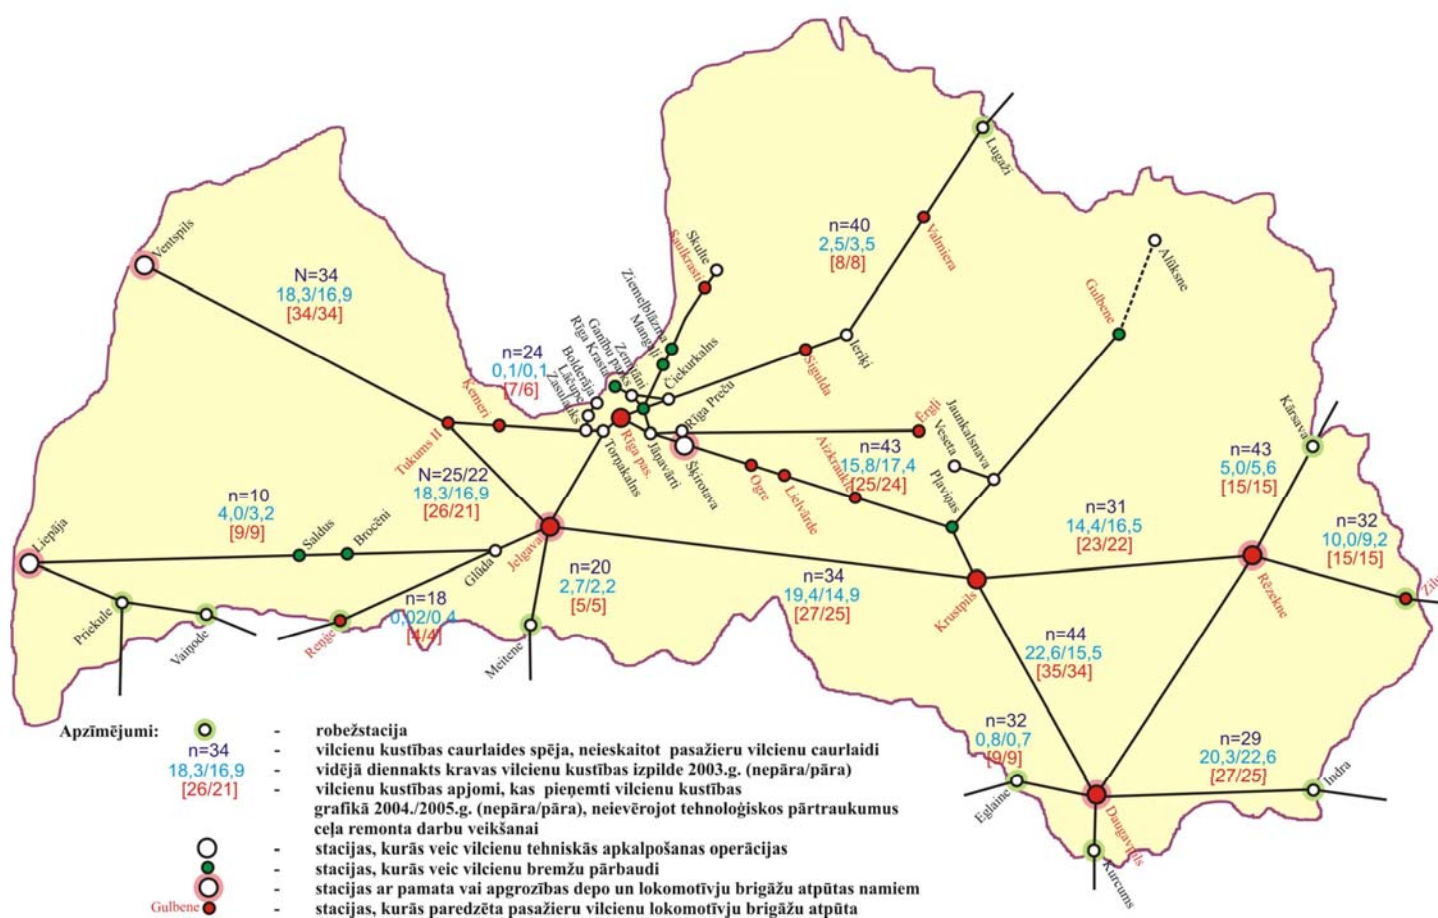 Lugaži
Valmiera
Alūksne
Gulbene
Ventspils
N=34
18,3/16,9
[34/34]
n=40
2,5/3,5
[8/8]
Skulte
Saulkrasti
Ziemeļblāzma
Mangaļi
Čiekurkalns
Zemitāni
Ganību parks
Rīga Krasta
Bolderāja
Lāčupe
Zasulauks
n=24
0,1/0,1
[7/6]
Ķemeri
Tukums II
Torņakalns
Rīga pas.
Jāņavārti
Rīga Preču
Šķirotava
Sigulda
Ieriķi
Ērgļi
Ogre
Lielvārde
Aizkraukle
n=43
15,8/17,4
[25/24]
Pļaviņas
Veseta
Jaunkalsnava
Kārsava
n=43
5,0/5,6
[15/15]
N=25/22
18,3/16,9
[26/21]
n=10
4,0/3,2
[9/9]
Liepāja
Saldus
Brocēni
Glūda
Jelgava
n=31
14,4/16,5
[23/22]
n=32
10,0/9,2
[15/15]
Rēzekne
Krustpils
n=34
19,4/14,9
[27/25]
n=20
2,7/2,2
[5/5]
n=18
0,02/0,4
[4/4]
Priekule
Vaiņode
Reņģe
Meitene
n=44
22,6/15,5
[35/34]
n=32
0,8/0,7
[9/9]
n=29
20,3/22,6
[27/25]
Eglaine
Daugavpils
Indra
Kurcums
Apzīmējumi: - robežstacija
n=34 - vilcienu kustības caurlaides spēja, neieskaitot pasažieru vilcienu caurlaidi
18,3/16,9 - vidējā diennakts kravas vilcienu kustības izpilde 2003.g. (nepāra/pāra)
[26/21] - vilcienu kustības apjomi, kas pieņemti vilcienu kustības
grafikā 2004./2005.g. (nepāra/pāra), neievērojot tehnoloģiskos pārtraukumus
ceļa remonta darbu veikšanai
- stacijas, kurās veic vilcienu tehniskās apkalpošanas operācijas
- stacijas, kurās veic vilcienu bremžu pārbaudi
- stacijas ar pamata vai apgrozības depo un lokomotīvju brigāžu atpūtas namiem
Gulbene - stacijas, kurās paredzēta pasažieru vilcienu lokomotīvju brigāžu atpūta